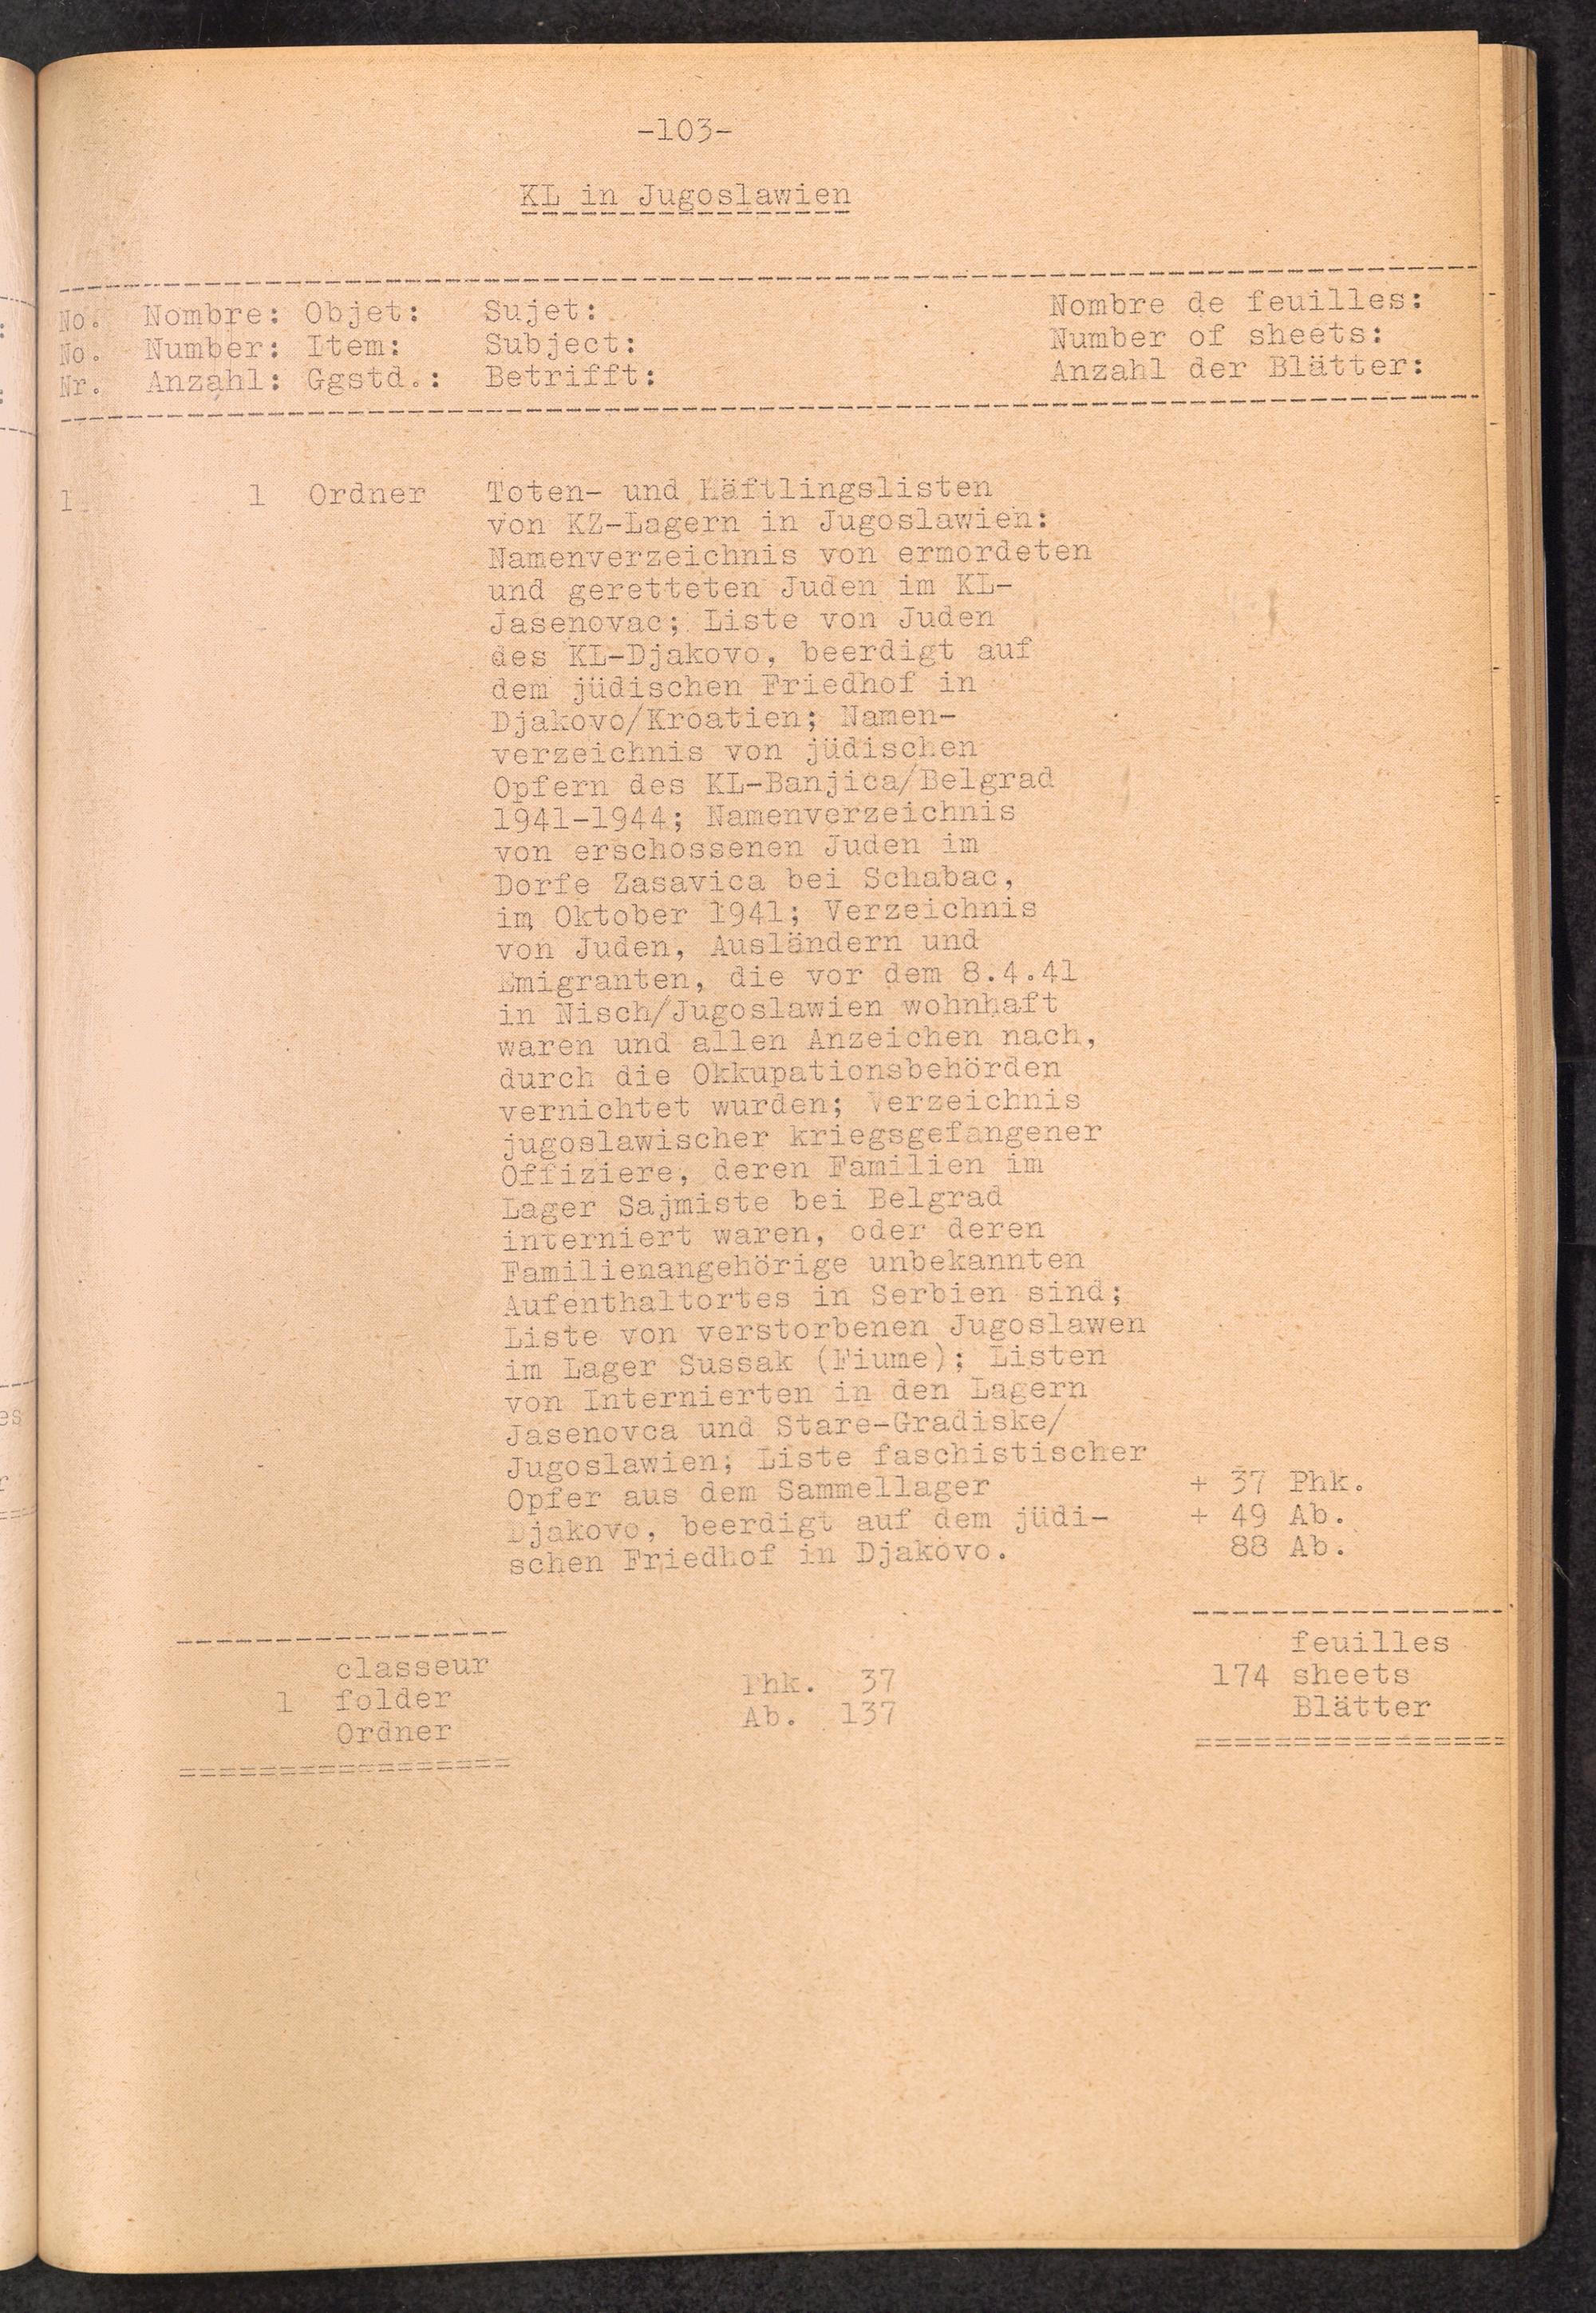 -103-
KL in Jugoslawien
No. Nombre: Objet: Sujet: Nombre de feuilles:
No. Number: Item: Subject: Number of sheets:
Nr. Anzahl: Ggstd.: Betrifft: Anzahl der Blätter:
1 1 Ordner Toten- und Häftlingslisten
von KZ-Lagern in Jugoslawien:
Namenverzeichnis von ermordeten
und geretteten Juden im KL-
Jasenovac; Liste von Juden
des KL-Djakovo, beerdigt auf
dem jüdischen Friedhof in
Djakovo/Kroatien; Namen-
verzeichnis von jüdischen
Opfern des KL-Banjica/Belgrad
1941-1944; Namenverzeichnis
von erschossenen Juden im
Dorfe Zasavica bei Schabac,
im Oktober 1941; Verzeichnis
von Juden, Ausländern und
Emigranten, die vor dem 8.4.41
in Nisch/Jugoslawien wohnhaft
waren und allen Anzeichen nach,
durch die Okkupationsbehörden
vernichtet wurden; Verzeichnis
jugoslawischer kriegsgefangener
Offiziere, deren Familien im
Lager Sajmiste bei Belgrad
interniert waren, oder deren
Familienangehörige unbekannten
Aufenthaltortes in Serbien sind;
Liste von verstorbenen Jugoslawen
im Lager Sussak (Fiume); Listen
von Internierten in den Lagern
Jasenovca und Stare-Gradiske/
Jugoslawien; Liste faschistischer
Opfer aus dem Sammellager + 37 Phk.
Djakovo, beerdigt auf dem jüdi- + 49 Ab.
schen Friedhof in Djakovo. 88 Ab.
classeur feuilles
1 folder Phk. 37 174 sheets
Ordner Ab. 137 Blätter